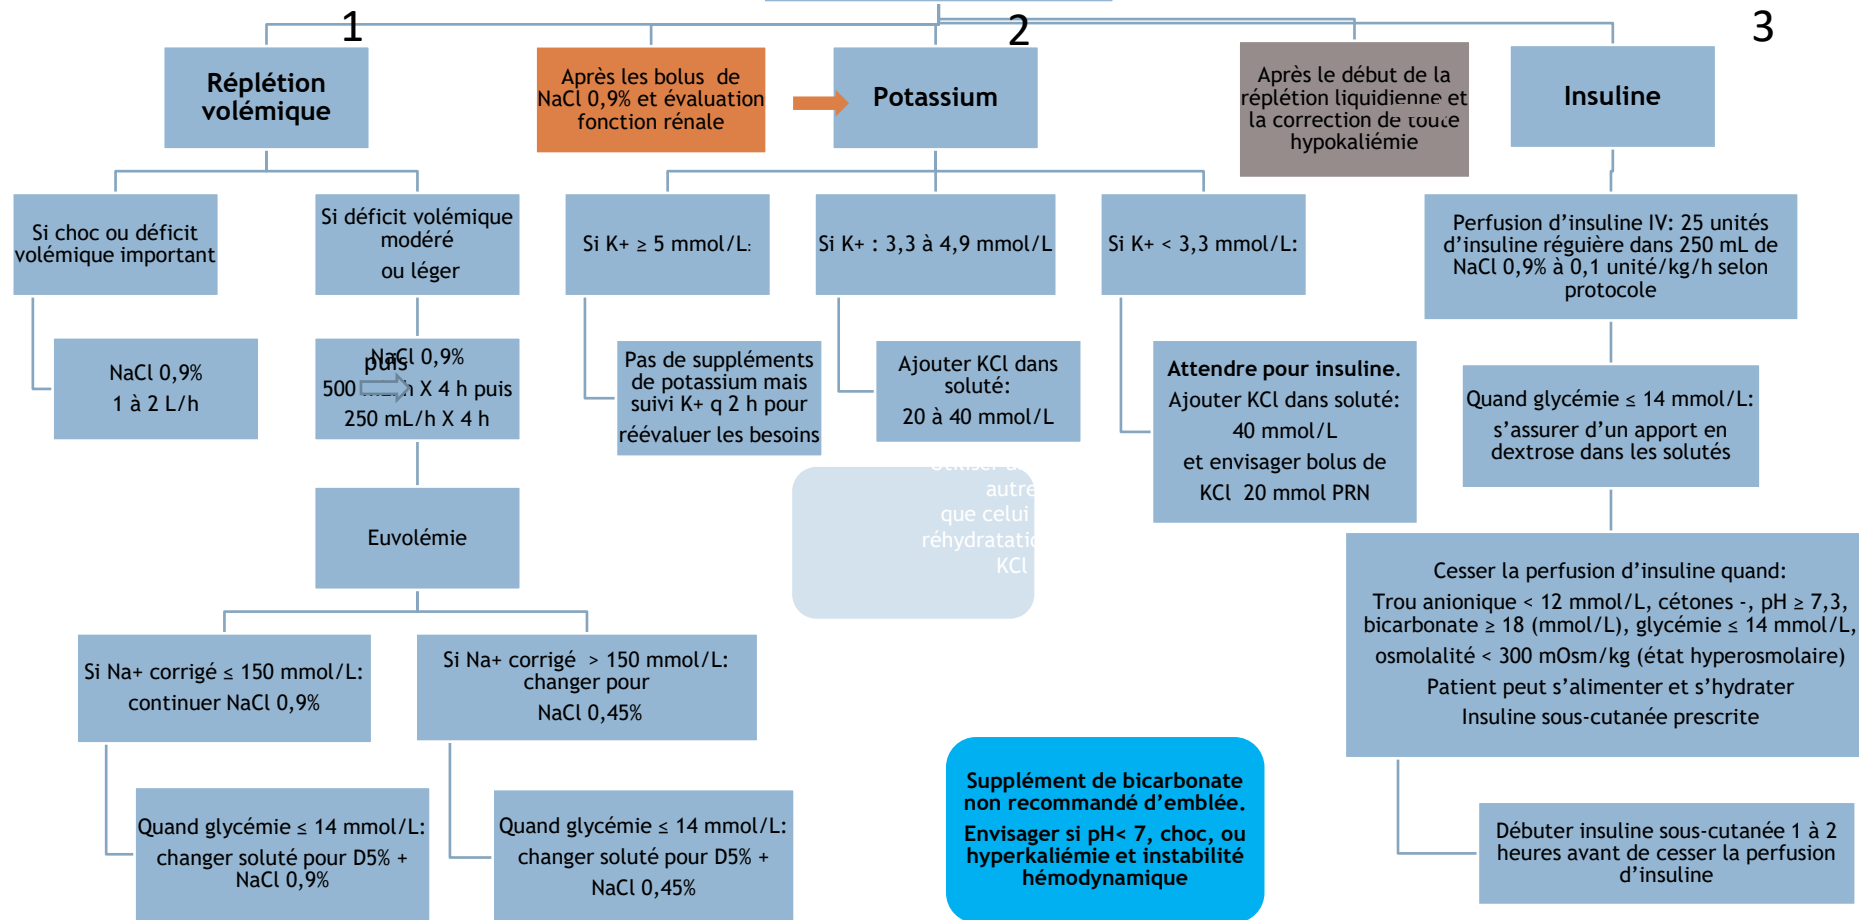 1
2
3
Réplétion
volémique
Après les bolus de
NaCl 0,9% et évaluation
fonction rénale
Potassium
Après le début de la
réplétion liquidienne et
la correction de toute
hypokaliémie
Insuline
Si choc ou déficit
volémique important
Si déficit volémique
modéré
ou léger
Si K+ ≥ 5 mmol/L:
Si K+ : 3,3 à 4,9 mmol/L
Si K+ < 3,3 mmol/L:
Perfusion d’insuline IV: 25 unités
d’insuline réguière dans 250 mL de
NaCl 0,9% à 0,1 unité/kg/h selon
protocole
NaCl 0,9%
1 à 2 L/h
NaCl 0,9%
puis
500 mL/h X 4 h puis
250 mL/h X 4 h
Pas de suppléments
de potassium mais
suivi K+ q 2 h pour
réévaluer les besoins
Ajouter KCl dans
soluté:
20 à 40 mmol/L
Attendre pour insuline.
Ajouter KCl dans soluté:
40 mmol/L
et envisager bolus de
KCl 20 mmol PRN
Quand glycémie ≤ 14 mmol/L:
s’assurer d’un apport en
dextrose dans les solutés
Utiliser
autre
que celui
KCl
Euvolémie
Cesser la perfusion d’insuline quand:
Trou anionique < 12 mmol/L, cétones -, pH ≥ 7,3,
bicarbonate ≥ 18 (mmol/L), glycémie ≤ 14 mmol/L,
osmolalité < 300 mOsm/kg (état hyperosmolaire)
Patient peut s’alimenter et s’hydrater
Insuline sous-cutanée prescrite
Si Na+ corrigé ≤ 150 mmol/L:
continuer NaCl 0,9%
Si Na+ corrigé > 150 mmol/L:
changer pour
NaCl 0,45%
Quand glycémie ≤ 14 mmol/L:
changer soluté pour D5% +
NaCl 0,9%
Quand glycémie ≤ 14 mmol/L:
changer soluté pour D5% +
NaCl 0,45%
Supplément de bicarbonate
non recommandé d’emblée.
Envisager si pH< 7, choc, ou
hyperkaliémie et instabilité
hémodynamique
Débuter insuline sous-cutanée 1 à 2
heures avant de cesser la perfusion
d’insuline